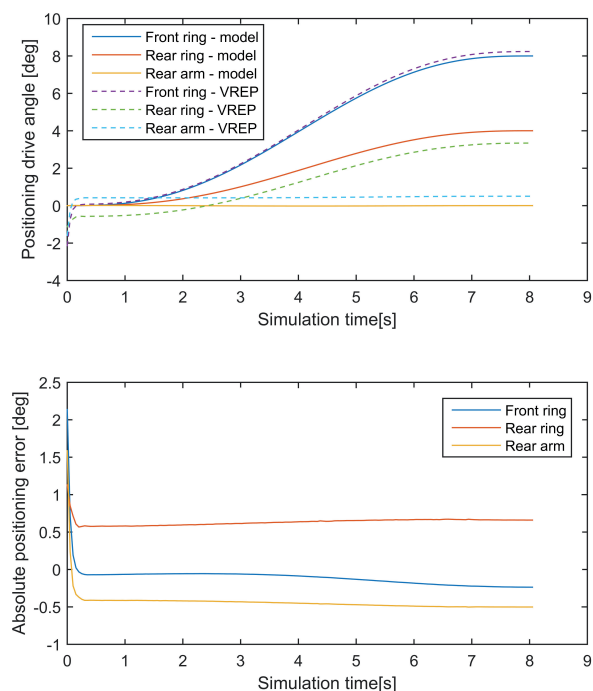 Positioning drive angle [deg]
10
8
6
4
2
0
-2
-4
Front ring - model
Rear ring - model
Rear arm - model
Front ring - VREP
Rear ring - VREP
Rear arm - VREP
0 1 2 3 4 5 6 7 8 9
Simulation time[s]
Absolute positioning error [deg]
2.5
2
1.5
1
0.5
0
-0.5
-1
Front ring
Rear ring
Rear arm
0 1 2 3 4 5 6 7 8 9
Simulation time[s]